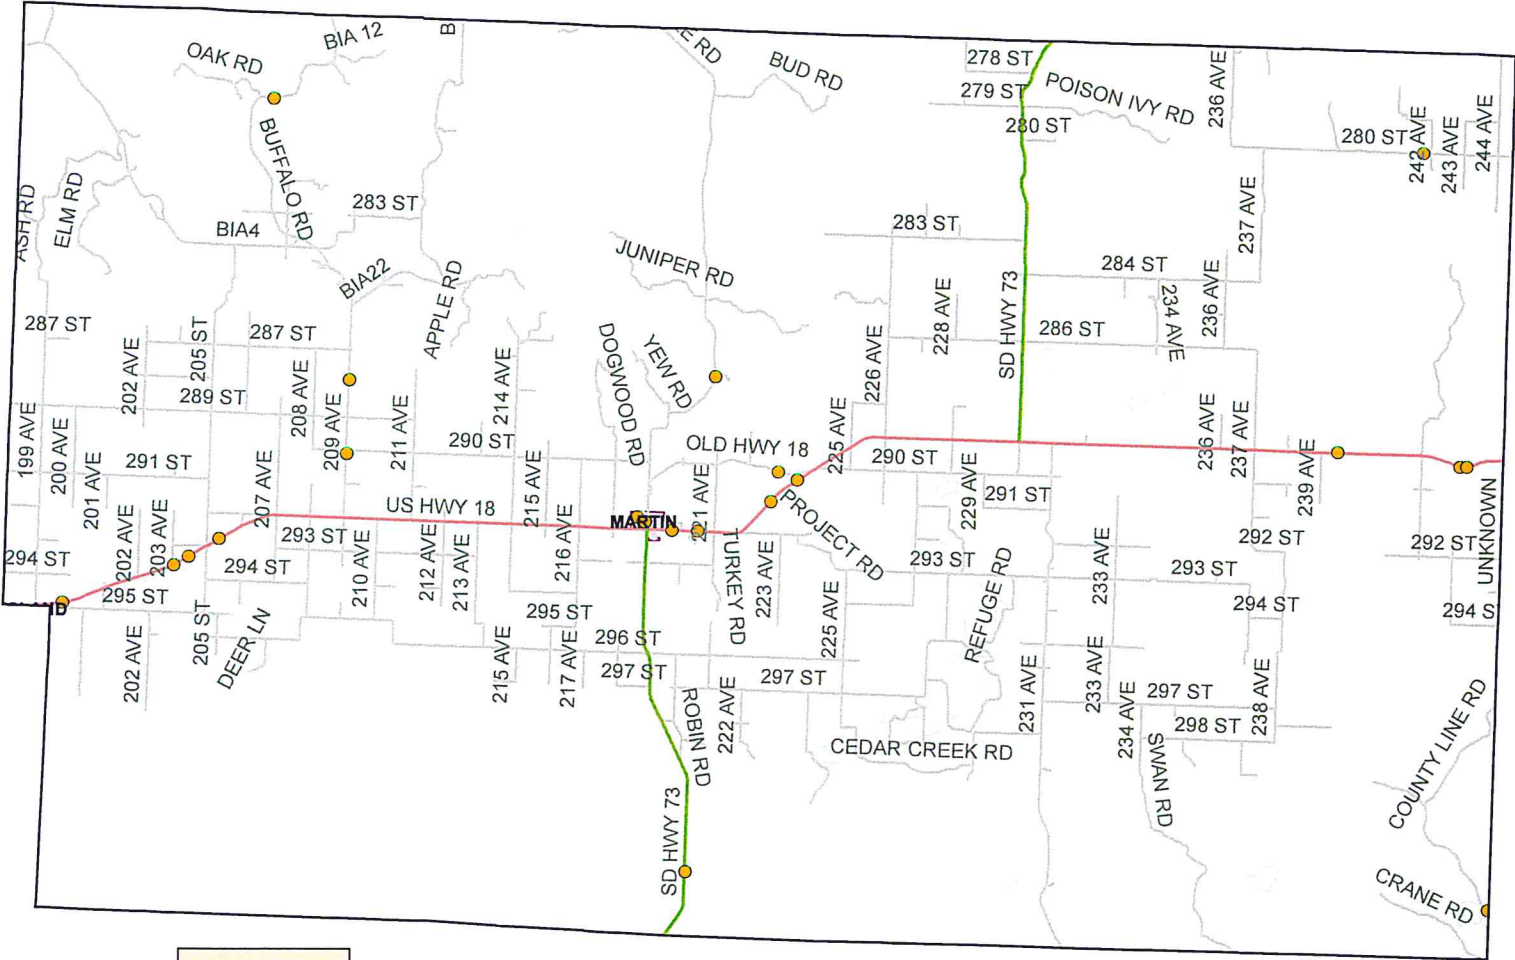 BIA 12
B
OAK RD
E RD
BUD RD
278 ST
279 ST
POISON IVY RD
236 AVE
280 ST
280 ST
242 AVE
243 AVE
244 AVE
BUFFALO RD
ASH RD
ELM RD
283 ST
BIA4
237 AVE
283 ST
JUNIPER RD
284 ST
BIA22
APPLE RD
228 AVE
SD HWY 73
234 AVE
236 AVE
287 ST
205 ST
287 ST
286 ST
202 AVE
DOGWOOD RD
YEW RD
226 AVE
214 AVE
289 ST
208 AVE
209 AVE
211 AVE
225 AVE
236 AVE
237 AVE
199 AVE
200 AVE
290 ST
OLD HWY 18
290 ST
239 AVE
291 ST
201 AVE
207 AVE
215 AVE
221 AVE
229 AVE
291 ST
UNKNOWN
US HWY 18
MARTIN
PROJECT RD
202 AVE
203 AVE
293 ST
216 AVE
292 ST
292 ST
294 ST
294 ST
210 AVE
212 AVE
213 AVE
TURKEY RD
223 AVE
293 ST
REFUGE RD
233 AVE
293 ST
295 ST
ID
205 ST
DEER LN
295 ST
225 AVE
294 ST
294 S
202 AVE
215 AVE
217 AVE
296 ST
297 ST
297 ST
231 AVE
233 AVE
297 ST
238 AVE
ROBIN RD
222 AVE
234 AVE
298 ST
CEDAR CREEK RD
SWAN RD
COUNTY LINE RD
SD HWY 73
CRANE RD